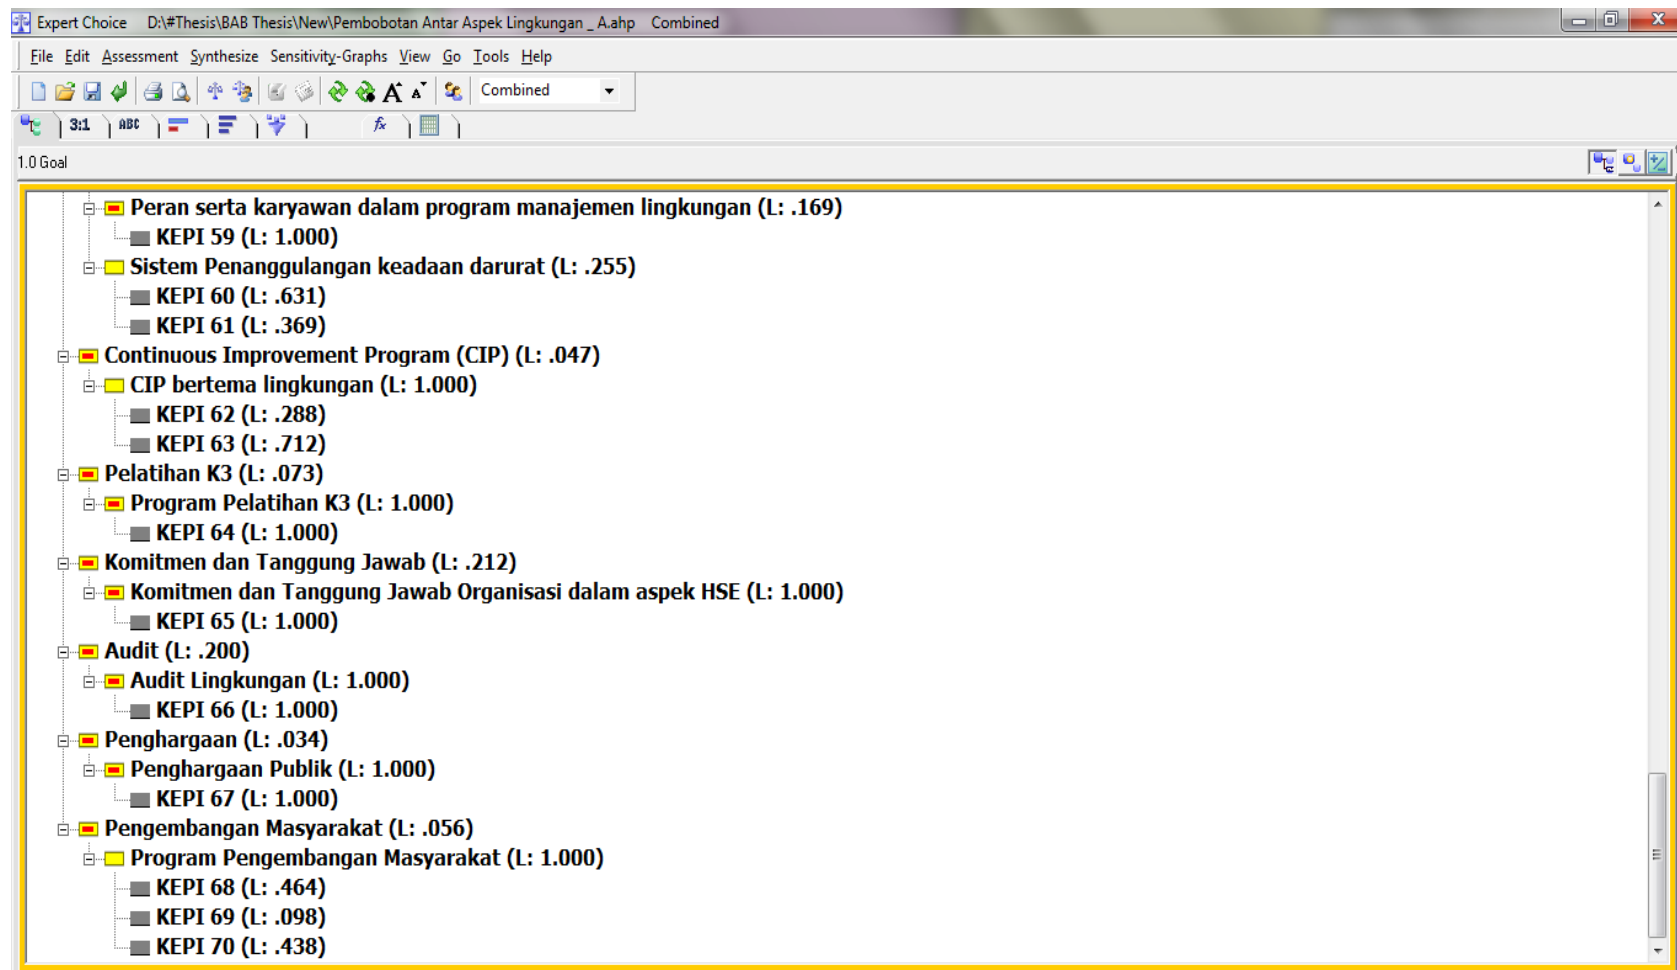 Expert Choice D:\#Thesis\BAB Thesis\New\Pembobotan Antar Aspek Lingkungan _ A.ahp Combined
File Edit Assessment Synthesize Sensitivity-Graphs View Go Tools Help
A A Combined
3:1 ABC fx
1.0 Goal
Peran serta karyawan dalam program manajemen lingkungan (L: .169)
KEPI 59 (L: 1.000)
Sistem Penanggulangan keadaan darurat (L: .255)
KEPI 60 (L: .631)
KEPI 61 (L: .369)
Continuous Improvement Program (CIP) (L: .047)
CIP bertema lingkungan (L: 1.000)
KEPI 62 (L: .288)
KEPI 63 (L: .712)
Pelatihan K3 (L: .073)
Program Pelatihan K3 (L: 1.000)
KEPI 64 (L: 1.000)
Komitmen dan Tanggung Jawab (L: .212)
Komitmen dan Tanggung Jawab Organisasi dalam aspek HSE (L: 1.000)
KEPI 65 (L: 1.000)
Audit (L: .200)
Audit Lingkungan (L: 1.000)
KEPI 66 (L: 1.000)
Penghargaan (L: .034)
Penghargaan Publik (L: 1.000)
KEPI 67 (L: 1.000)
Pengembangan Masyarakat (L: .056)
Program Pengembangan Masyarakat (L: 1.000)
KEPI 68 (L: .464)
KEPI 69 (L: .098)
KEPI 70 (L: .438)